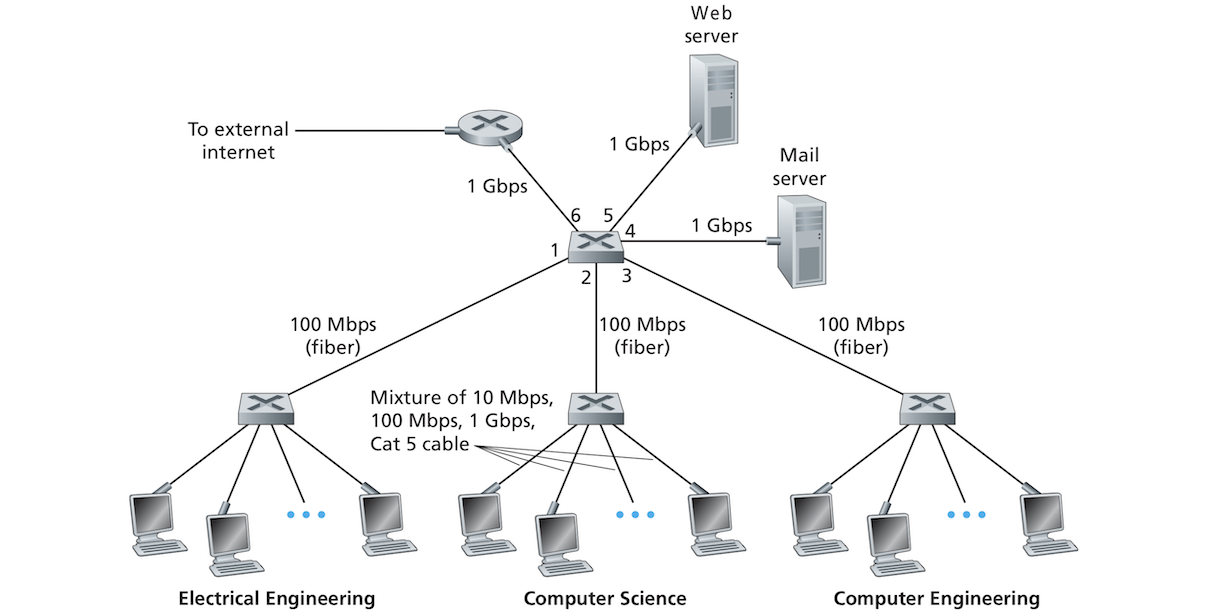 Web
server
To external
internet
1 Gbps
Mail
server
1 Gbps
1 Gbps
6
5
4
1
2
3
100 Mbps
(fiber)
100 Mbps
(fiber)
100 Mbps
(fiber)
Mixture of 10 Mbps,
100 Mbps, 1 Gbps,
Cat 5 cable
Electrical Engineering
Computer Science
Computer Engineering